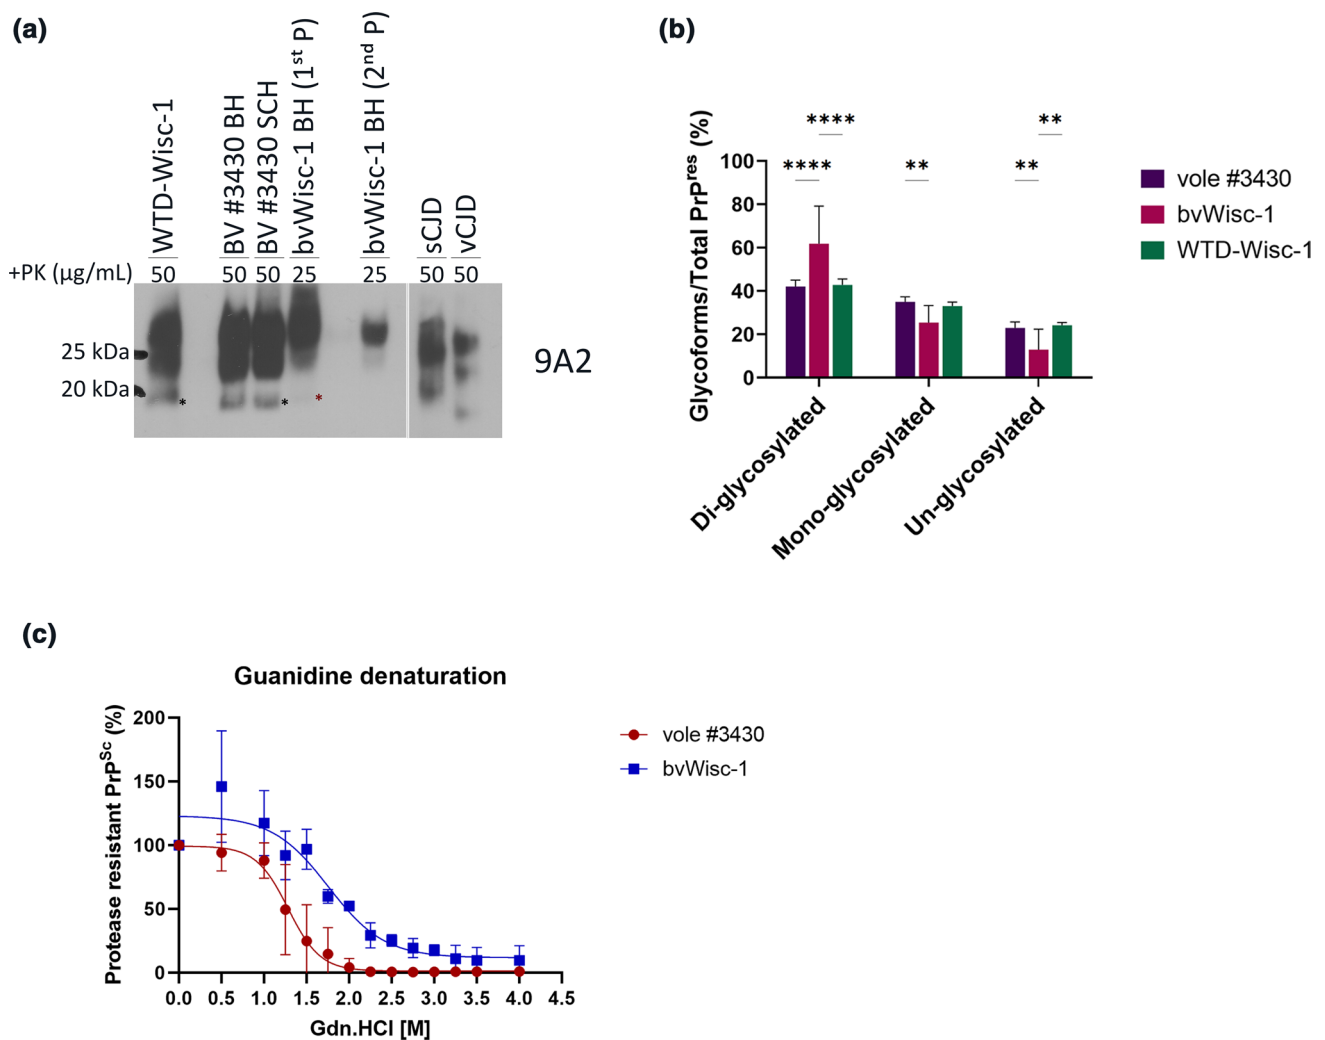 (a)
WTD-Wisc-1
BV #3430 BH
BV #3430 SCH
bvWisc-1 BH (1st P)
bvWisc-1 BH (2nd P)
sCJD
vCJD
+PK (µg/mL) 50 50 50 25 25 50 50
25 kDa
20 kDa
* * *
9A2
(b)
Glycoforms/Total PrPres (%)
100
80
60
40
20
0
**** ****
**
** **
Di-glycosylated
Mono-glycosylated
Un-glycosylated
vole #3430
bvWisc-1
WTD-Wisc-1
(c)
Guanidine denaturation
Protease resistant PrPSc (%)
200
150
100
50
0
0.0 0.5 1.0 1.5 2.0 2.5 3.0 3.5 4.0 4.5
Gdn.HCl [M]
vole #3430
bvWisc-1